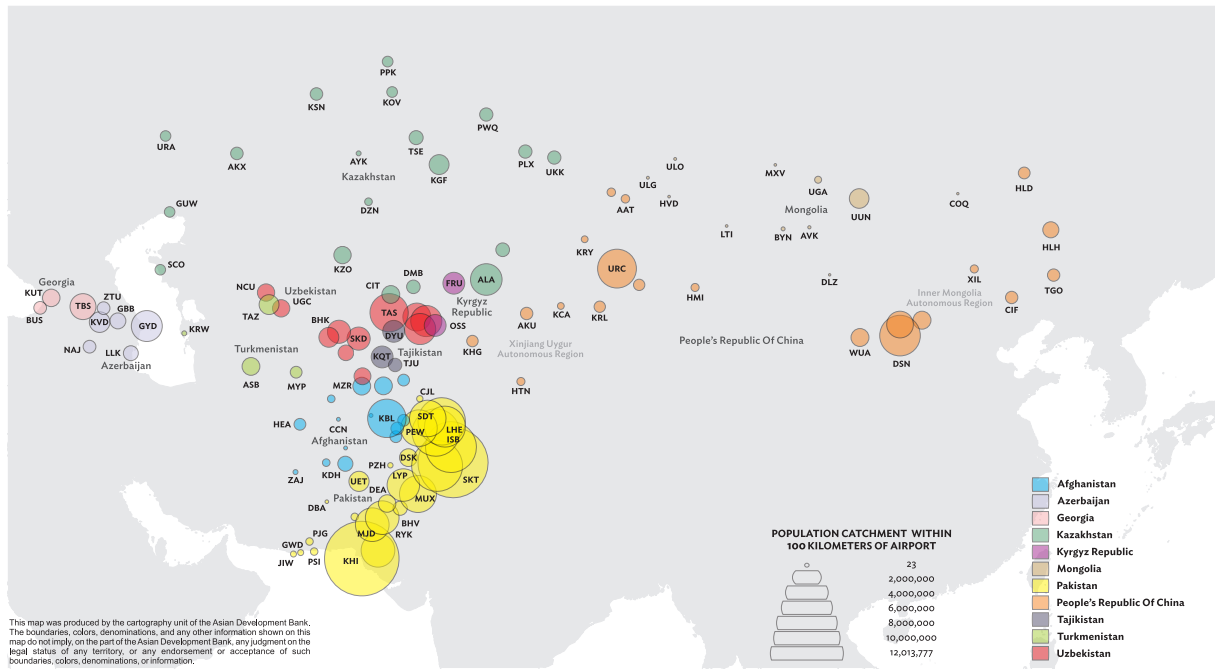 PPK
KSN
KOV
PWQ
URA
TSE
AKX
AYK
Kazakhstan
KGF
PLX
UKK
ULO
ULG
MXV
UGA
HLD
AAT
HVD
Mongolia
UUN
COQ
GUW
DZN
LTI
BYN
AVK
HLH
KRY
SCO
KZO
DMB
CIT
FRU
ALA
URC
HMI
DLZ
XIL
TGO
Inner Mongolia
Autonomous Region
CIF
Georgia
KUT
BUS
TBS
ZTU
GBB
KVD
GYD
KRW
NAJ
LLK
Azerbaijan
NCU
Uzbekistan
UGC
TAZ
BHK
SKD
TAS
Kyrgyz
Republic
OSS
DYU
KQT
Tajikistan
TJU
KHG
AKU
KCA
KRL
Xinjiang Uygur
Autonomous Region
HTN
People's Republic Of China
WUA
DSN
Turkmenistan
ASB
MYP
MZR
CJL
HEA
CCN
Afghanistan
KBL
SDT
PEW
LHE
ISB
ZAJ
KDH
PZH
DSK
LYP
SKT
UET
DEA
MUX
Pakistan
DBA
BHV
RYK
MJD
PJG
GWD
JIW
PSI
KHI
POPULATION CATCHMENT WITHIN
100 KILOMETERS OF AIRPORT
23
2,000,000
4,000,000
6,000,000
8,000,000
10,000,000
12,013,777
Afghanistan
Azerbaijan
Georgia
Kazakhstan
Kyrgyz Republic
Mongolia
Pakistan
People's Republic Of China
Tajikistan
Turkmenistan
Uzbekistan
This map was produced by the cartography unit of the Asian Development Bank.
The boundaries, colors, denominations, and any other information shown on this
map do not imply, on the part of the Asian Development Bank, any judgment on the
legal status of any territory, or any endorsement or acceptance of such
boundaries, colors, denominations, or information.